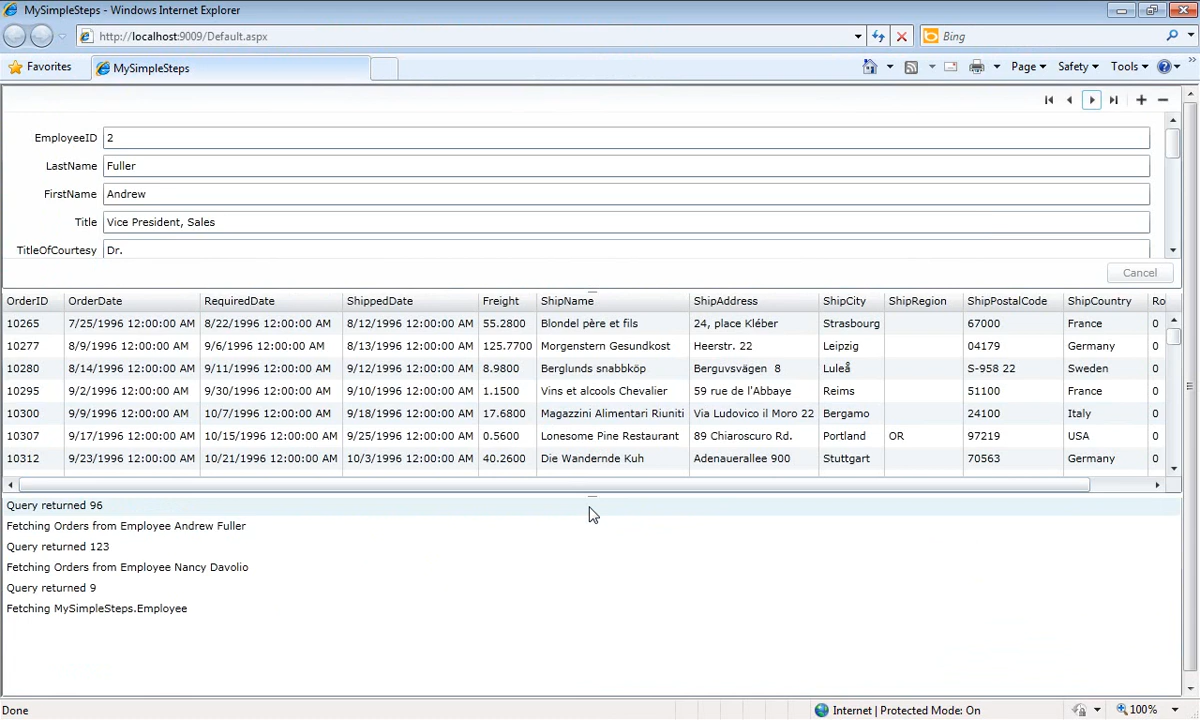 MySimpleSteps - Windows Internet Explorer
http://localhost:9009/Default.aspx
Bing
Favorites
MySimpleSteps
Page Safety Tools
EmployeeID 2
LastName Fuller
FirstName Andrew
Title Vice President, Sales
TitleOfCourtesy Dr.
Cancel
OrderID OrderDate RequiredDate ShippedDate Freight ShipName ShipAddress ShipCity ShipRegion ShipPostalCode ShipCountry Ro
10265 7/25/1996 12:00:00 AM 8/22/1996 12:00:00 AM 8/12/1996 12:00:00 AM 55.2800 Blondel père et fils 24, place Kléber Strasbourg 67000 France 0
10277 8/9/1996 12:00:00 AM 9/6/1996 12:00:00 AM 8/13/1996 12:00:00 AM 125.7700 Morgenstern Gesundkost Heerstr. 22 Leipzig 04179 Germany 0
10280 8/14/1996 12:00:00 AM 9/11/1996 12:00:00 AM 9/12/1996 12:00:00 AM 8.9800 Berglunds snabbköp Berguvsvägen 8 Luleå S-958 22 Sweden 0
10295 9/2/1996 12:00:00 AM 9/30/1996 12:00:00 AM 9/10/1996 12:00:00 AM 1.1500 Vins et alcools Chevalier 59 rue de l'Abbaye Reims 51100 France 0
10300 9/9/1996 12:00:00 AM 10/7/1996 12:00:00 AM 9/18/1996 12:00:00 AM 17.6800 Magazzini Alimentari Riuniti Via Ludovico il Moro 22 Bergamo 24100 Italy 0
10307 9/17/1996 12:00:00 AM 10/15/1996 12:00:00 AM 9/25/1996 12:00:00 AM 0.5600 Lonesome Pine Restaurant 89 Chiaroscuro Rd. Portland OR 97219 USA 0
10312 9/23/1996 12:00:00 AM 10/21/1996 12:00:00 AM 10/3/1996 12:00:00 AM 40.2600 Die Wandernde Kuh Adenauerallee 900 Stuttgart 70563 Germany 0
Query returned 96
Fetching Orders from Employee Andrew Fuller
Query returned 123
Fetching Orders from Employee Nancy Davolio
Query returned 9
Fetching MySimpleSteps.Employee
Done
Internet | Protected Mode: On
100%